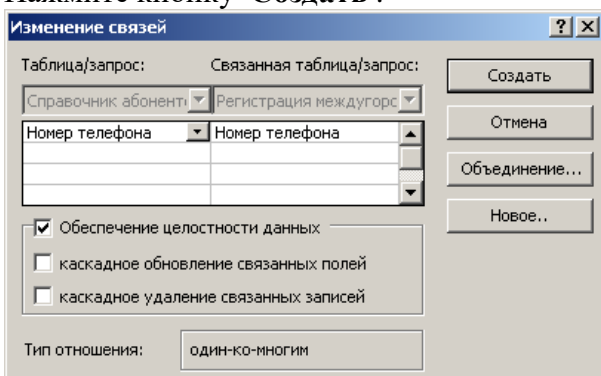 Нажмите кнопку 'Создать'.
Изменение связей
Таблица/запрос: Связанная таблица/запрос:
Создать
Справочник абоненто Регистрация междугорс
Номер телефона Номер телефона
Отмена
Объединение...
Новое..
Обеспечение целостности данных
каскадное обновление связанных полей
каскадное удаление связанных записей
Тип отношения: один-ко-многим